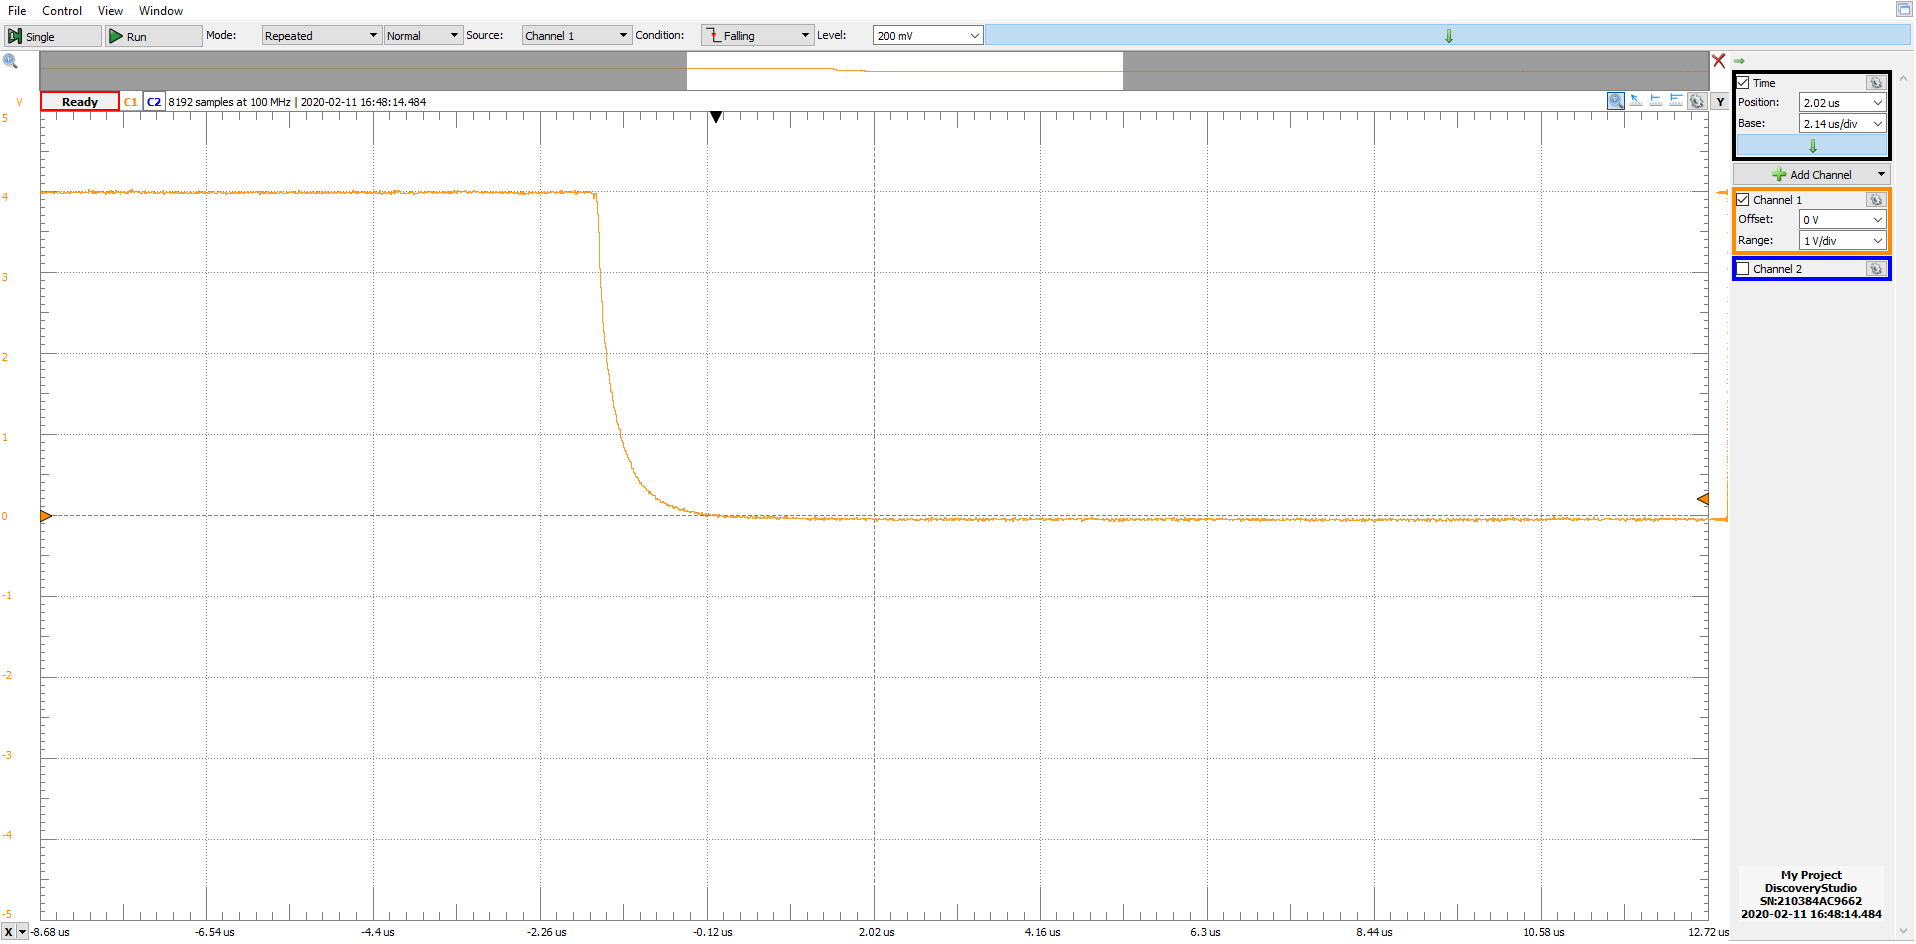 File Control View Window
Single Run Mode: Repeated Normal Source: Channel 1 Condition: Falling Level: 200 mV
V Ready C1 C2 8192 samples at 100 MHz | 2020-02-11 16:48:14.484 Y
5
4
3
2
1
0
-1
-2
-3
-4
-5
X -8.68 us -6.54 us -4.4 us -2.26 us -0.12 us 2.02 us 4.16 us 6.3 us 8.44 us 10.58 us 12.72 us
Time
Position: 2.02 us
Base: 2.14 us/div
Add Channel
Channel 1
Offset: 0 V
Range: 1 V/div
Channel 2
My Project
DiscoveryStudio
SN:210384AC9662
2020-02-11 16:48:14.484